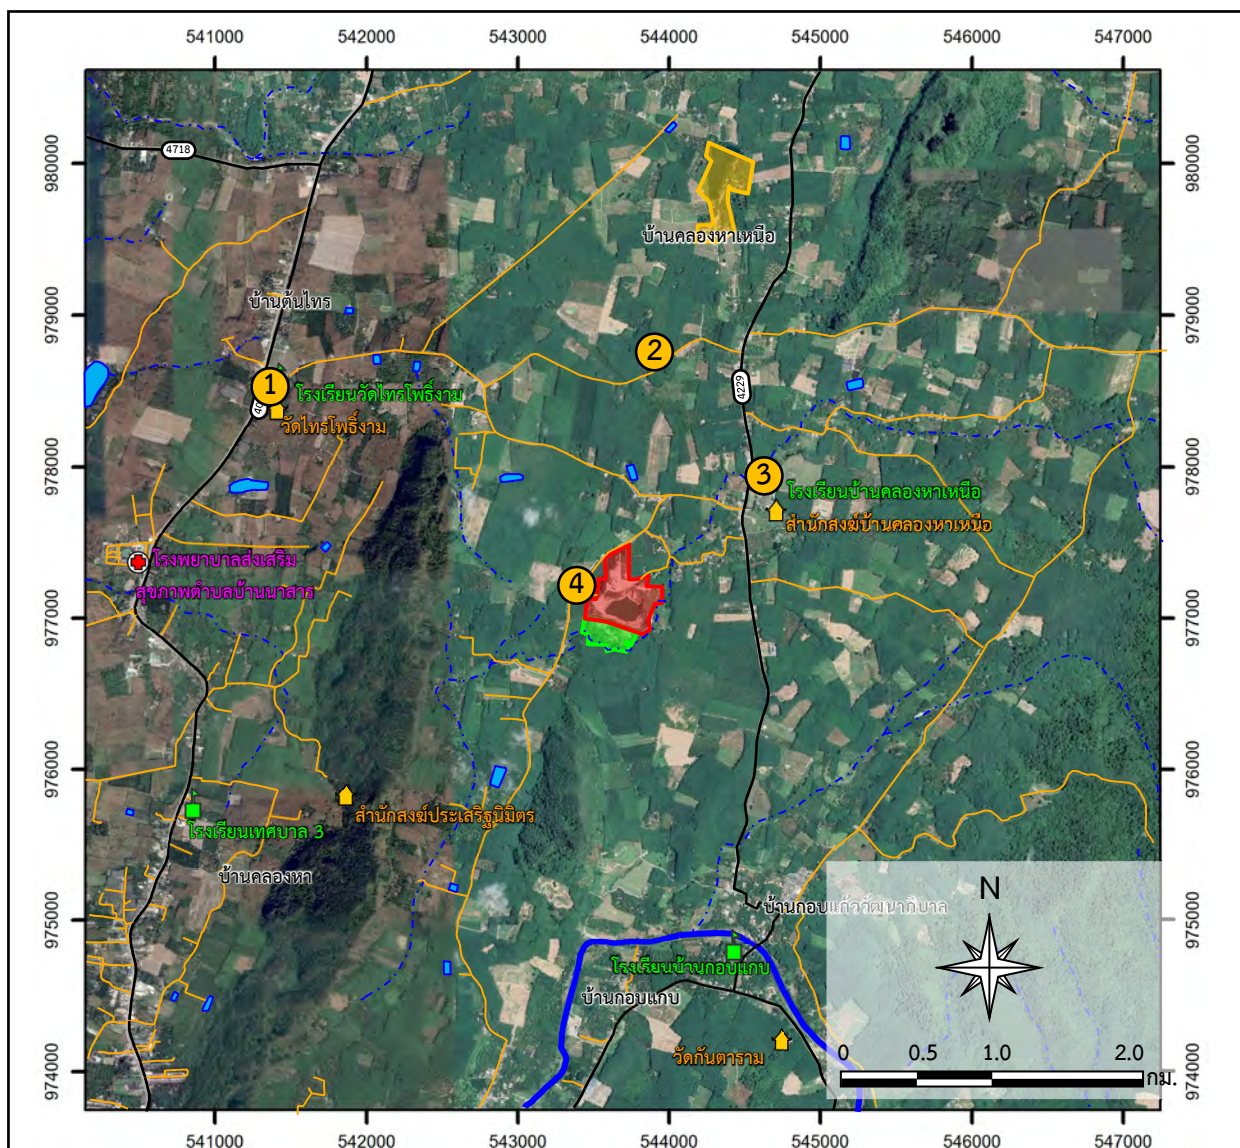 541000 542000 543000 544000 545000 546000 547000
980000 980000
4718
บ้านคลองหาเหนือ
บ้านต้นไทร
979000 979000
2
1
4229
โรงเรียนวัดไทรโพธิ์งาม
วัดไทรโพธิ์งาม
978000 978000
3
โรงเรียนบ้านคลองหาเหนือ
สำนักสงฆ์บ้านคลองหาเหนือ
โรงพยาบาลส่งเสริม
สุขภาพตำบลบ้านนาสาร
4
977000 977000
976000 976000
สำนักสงฆ์ประเสริฐนิมิตร
โรงเรียนเทศบาล 3
บ้านคลองหา
N
บ้านกอบแก้ววัฒนาภิบาล
975000 975000
โรงเรียนบ้านกอบแกบ
บ้านกอบแกบ
วัดกันตาราม
0 0.5 1.0 2.0
กม.
974000 974000
541000 542000 543000 544000 545000 546000 547000